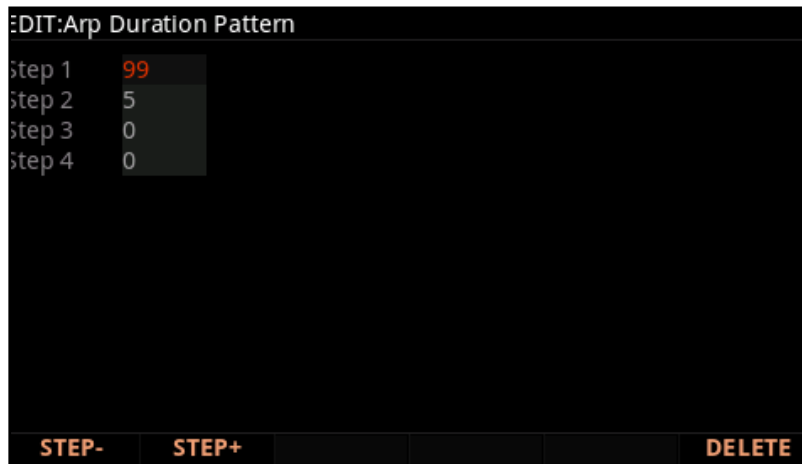 EDIT:Arp Duration Pattern
Step 1 99
Step 2 5
Step 3 0
Step 4 0
STEP- STEP+ DELETE